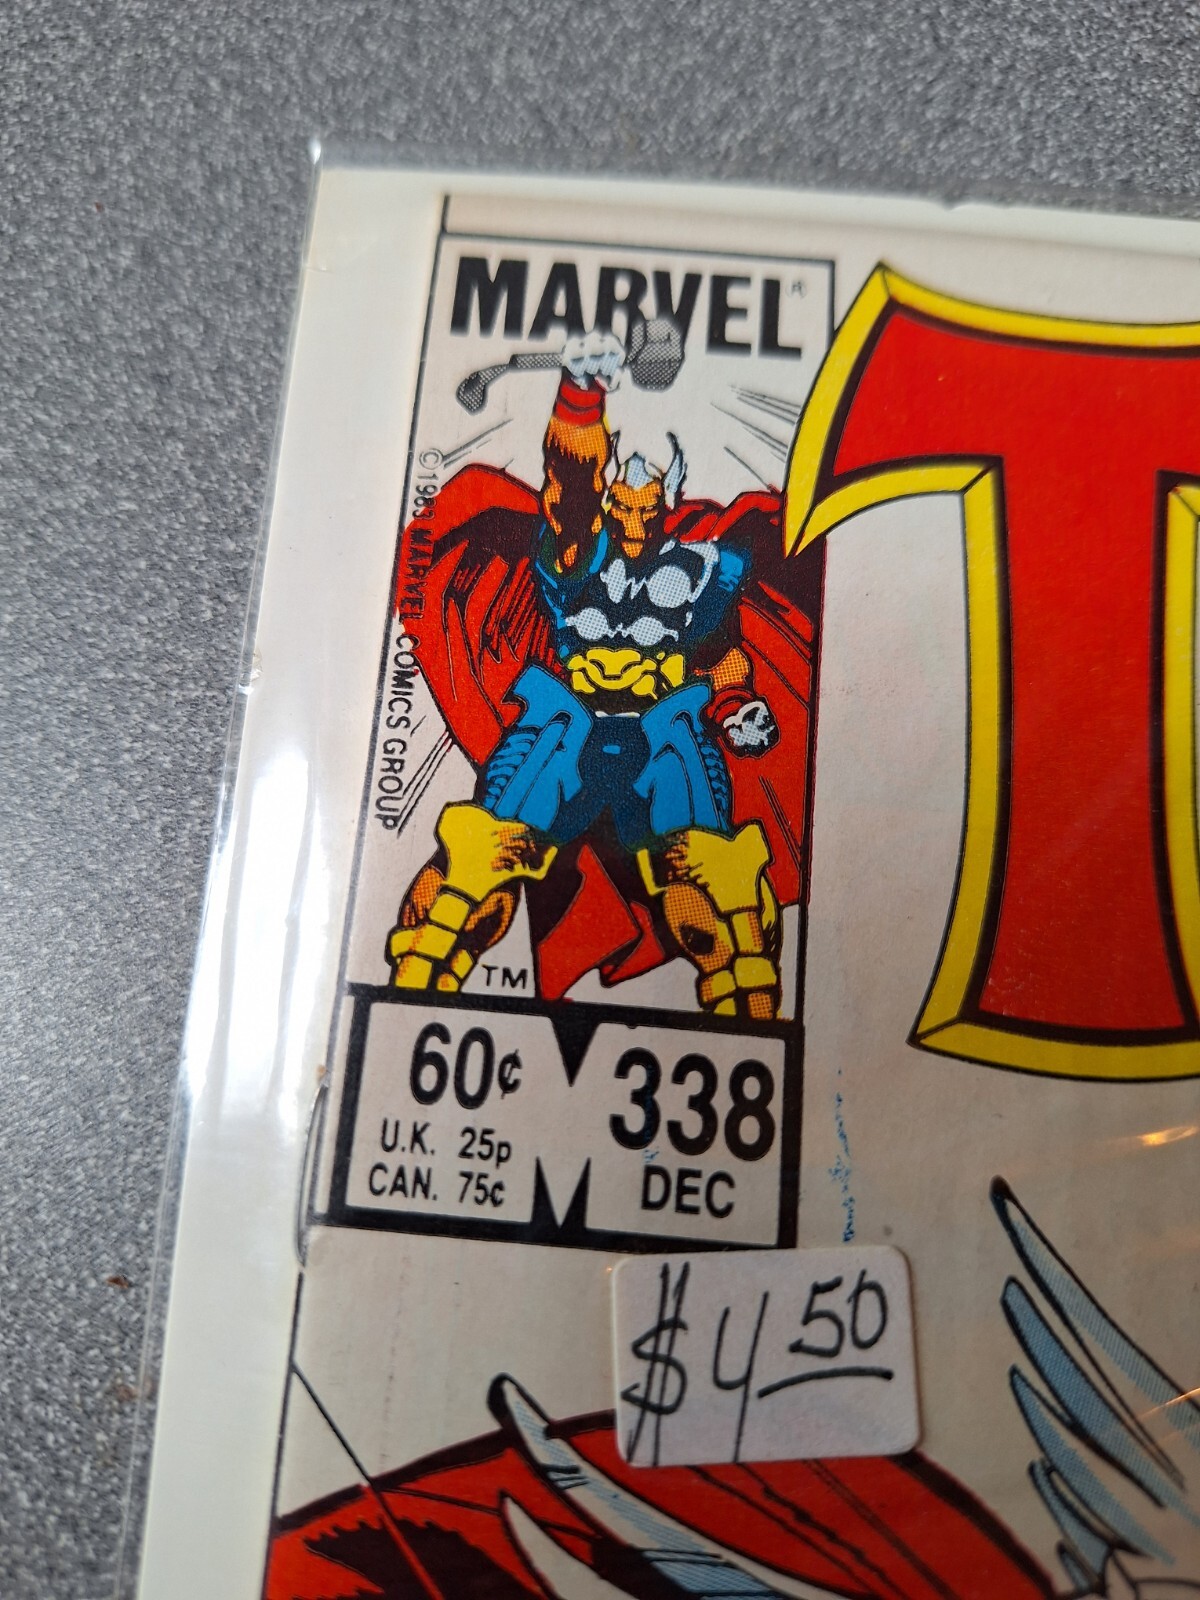 MARVEL®
T
© 1983 MARVEL COMICS GROUP
TM
60¢
U.K. 25p
CAN. 75¢
338
DEC
$4 50